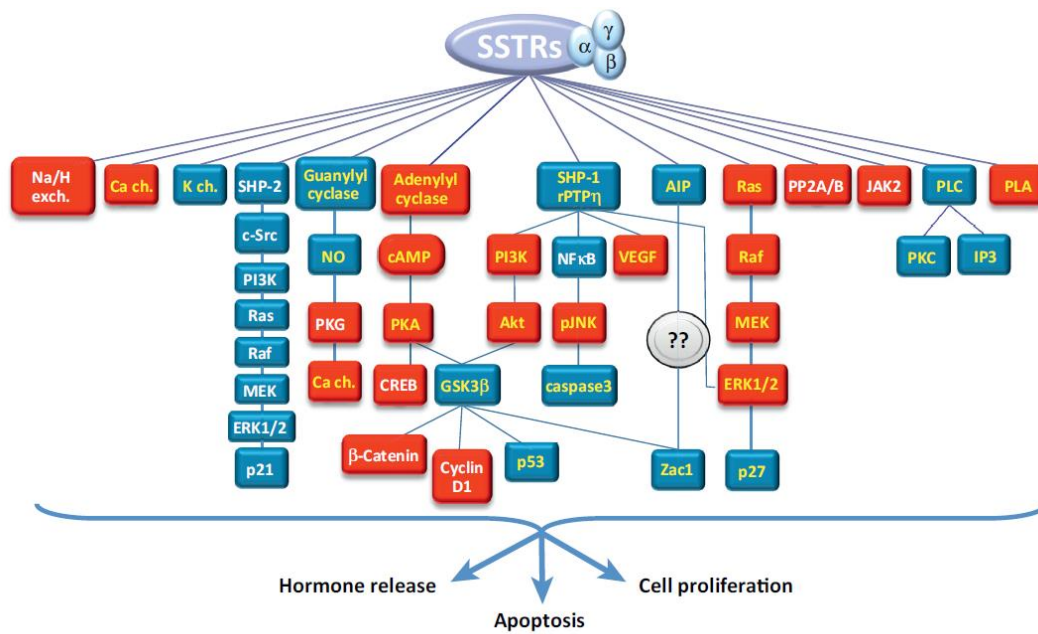 SSTRs
α
γ
β
Na/H
exch.
Ca ch.
K ch.
SHP-2
Guanylyl
cyclase
Adenylyl
cyclase
SHP-1
rPTPη
AIP
Ras
PP2A/B
JAK2
PLC
PLA
c-Src
NO
cAMP
PI3K
NFκB
VEGF
Raf
PKC
IP3
PI3K
Ras
PKG
PKA
Akt
pJNK
??
MEK
Raf
Ca ch.
CREB
GSK3β
caspase3
ERK1/2
MEK
ERK1/2
p21
β-Catenin
Cyclin
D1
p53
Zac1
p27
Hormone release
Cell proliferation
Apoptosis